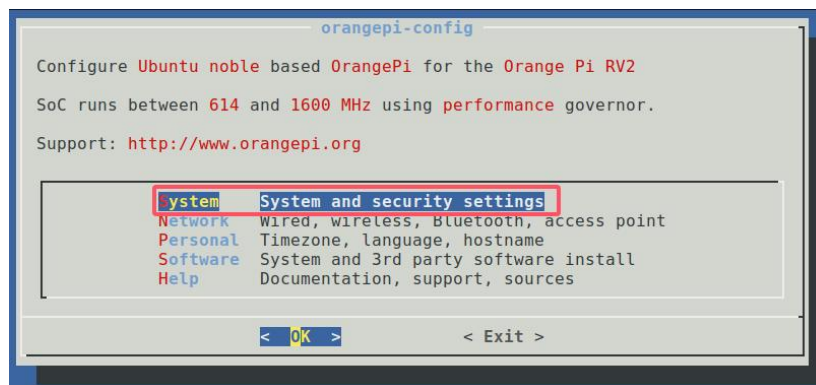 orangepi-config
Configure Ubuntu noble based OrangePi for the Orange Pi RV2
SoC runs between 614 and 1600 MHz using performance governor.
Support: http://www.orangepi.org
System System and security settings
Network Wired, wireless, Bluetooth, access point
Personal Timezone, language, hostname
Software System and 3rd party software install
Help Documentation, support, sources
< OK > < Exit >